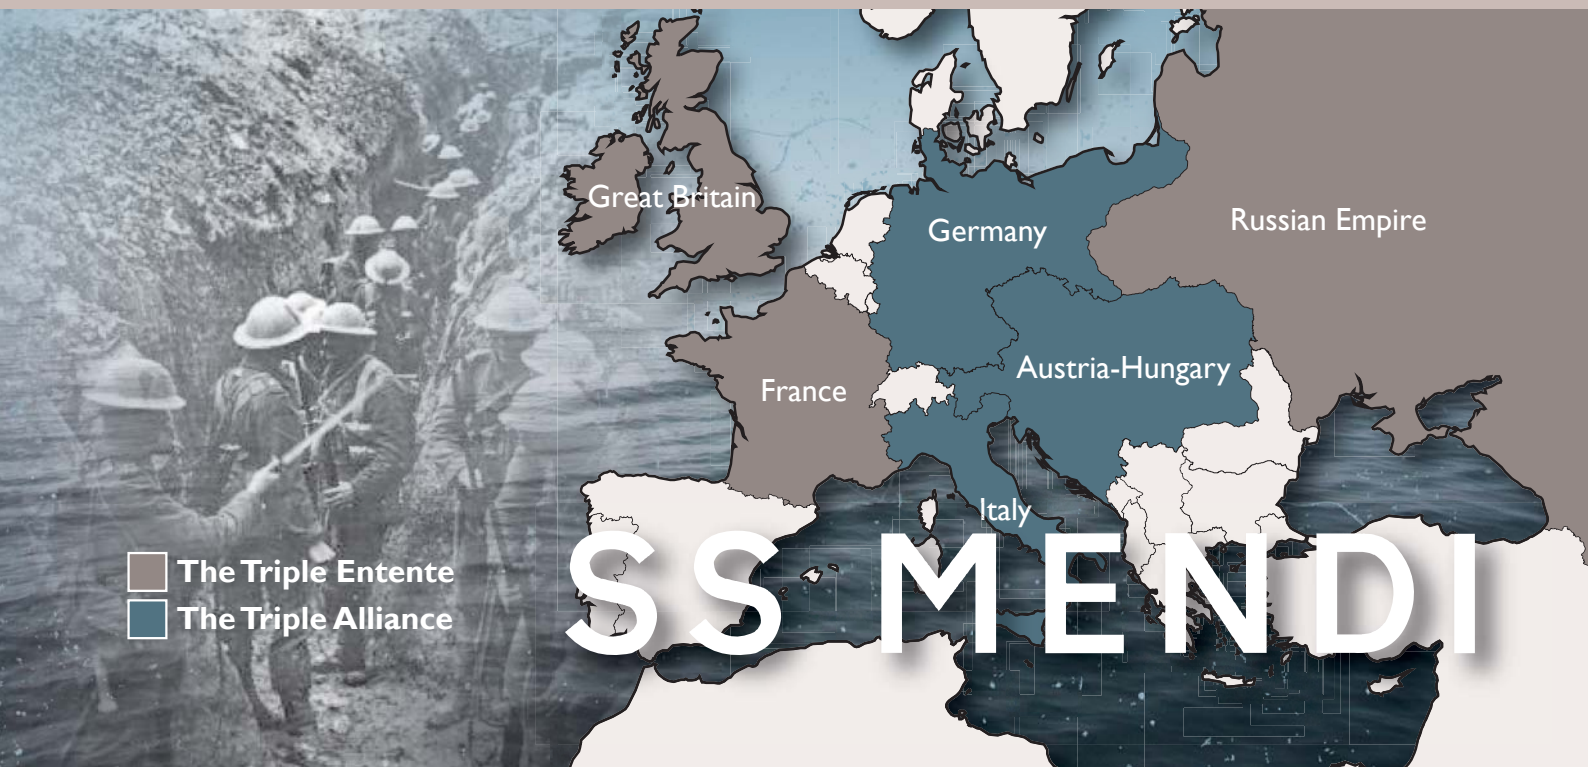 Great Britain
Germany
Russian Empire
France
Austria-Hungary
Italy
The Triple Entente
The Triple Alliance
SS MENDI